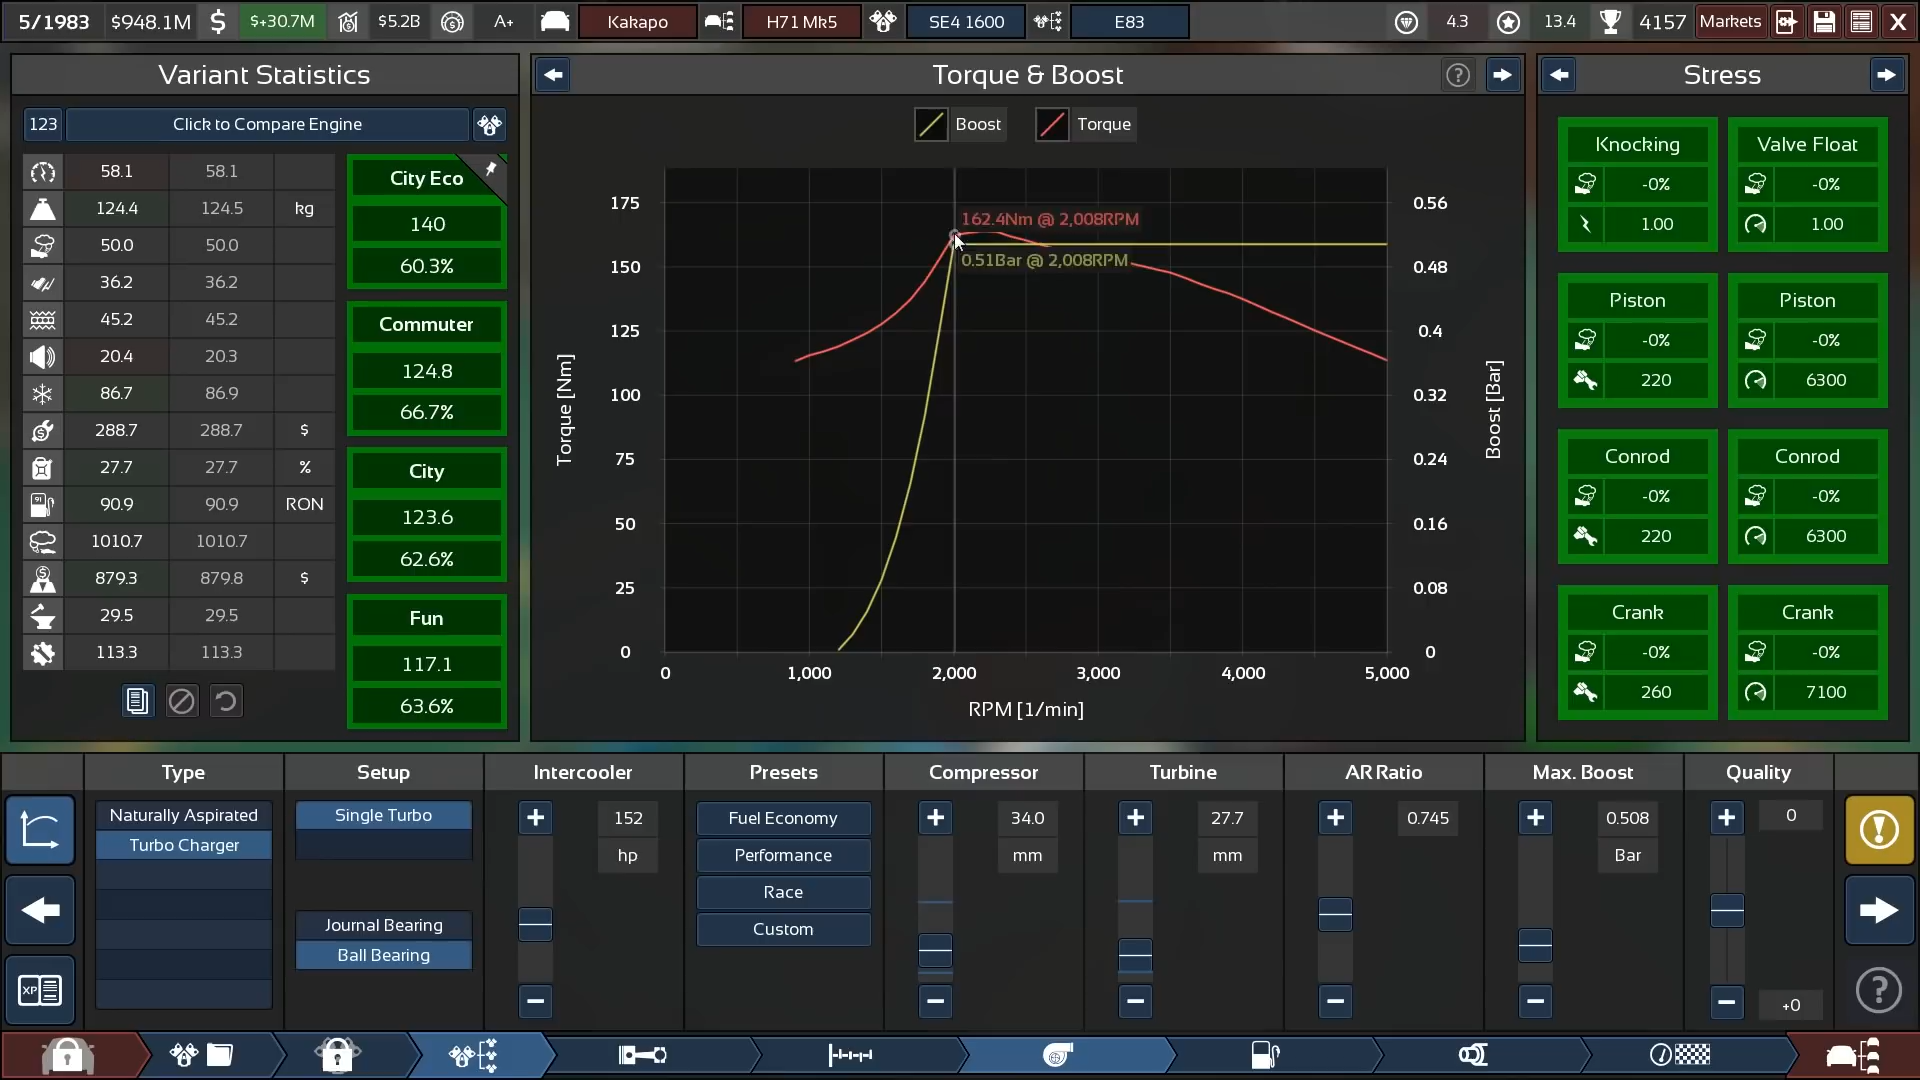 5/1983 $948.1M $+30.7M $5.2B A+ Kakapo H71 Mk5 SE4 1600 E83 4.3 13.4 4157 Markets
Variant Statistics
123 Click to Compare Engine
58.1 58.1
124.4 124.5 kg
50.0 50.0
36.2 36.2
45.2 45.2
20.4 20.3
86.7 86.9
288.7 288.7 $
27.7 27.7 %
90.9 90.9 RON
1010.7 1010.7
879.3 879.8 $
29.5 29.5
113.3 113.3
City Eco
140
60.3%
Commuter
124.8
66.7%
City
123.6
62.6%
Fun
117.1
63.6%
Torque & Boost
Boost Torque
162.4Nm @ 2,008RPM
0.51Bar @ 2,008RPM
Torque [Nm]
175
150
125
100
75
50
25
0
0.56
0.48
0.4
0.32
0.24
0.16
0.08
0
Boost [Bar]
0 1,000 2,000 3,000 4,000 5,000
RPM [1/min]
Stress
Knocking Valve Float
-0% -0%
1.00 1.00
Piston Piston
-0% -0%
220 6300
Conrod Conrod
-0% -0%
220 6300
Crank Crank
-0% -0%
260 7100
Type
Naturally Aspirated
Turbo Charger
Setup
Single Turbo
Journal Bearing
Ball Bearing
Intercooler
152
hp
Presets
Fuel Economy
Performance
Race
Custom
Compressor
34.0
mm
Turbine
27.7
mm
AR Ratio
0.745
Max. Boost
0.508
Bar
Quality
0
+0
XP